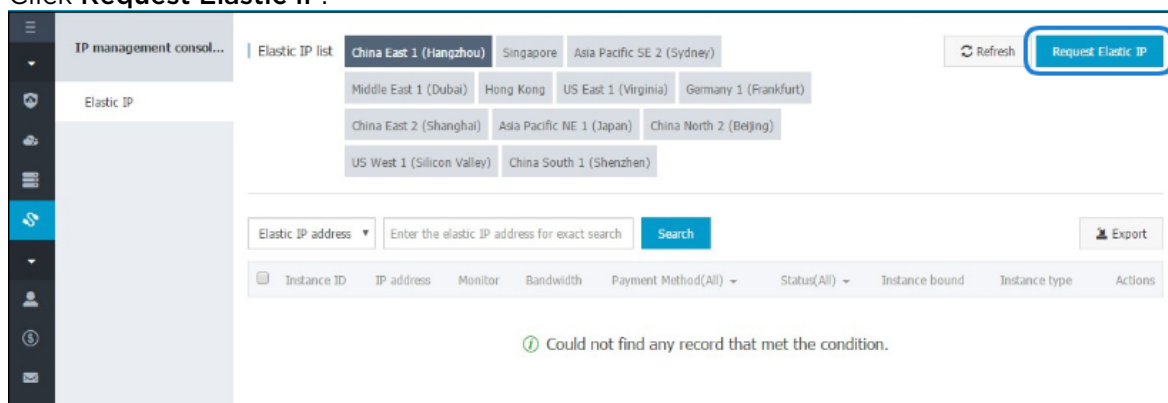 Click Request Elastic IP.
IP management consol...
Elastic IP
Elastic IP list China East 1 (Hangzhou) Singapore Asia Pacific SE 2 (Sydney) Refresh Request Elastic IP
Middle East 1 (Dubai) Hong Kong US East 1 (Virginia) Germany 1 (Frankfurt)
China East 2 (Shanghai) Asia Pacific NE 1 (Japan) China North 2 (Beijing)
US West 1 (Silicon Valley) China South 1 (Shenzhen)
Elastic IP address Enter the elastic IP address for exact search Search Export
Instance ID IP address Monitor Bandwidth Payment Method(All) Status(All) Instance bound Instance type Actions
Could not find any record that met the condition.